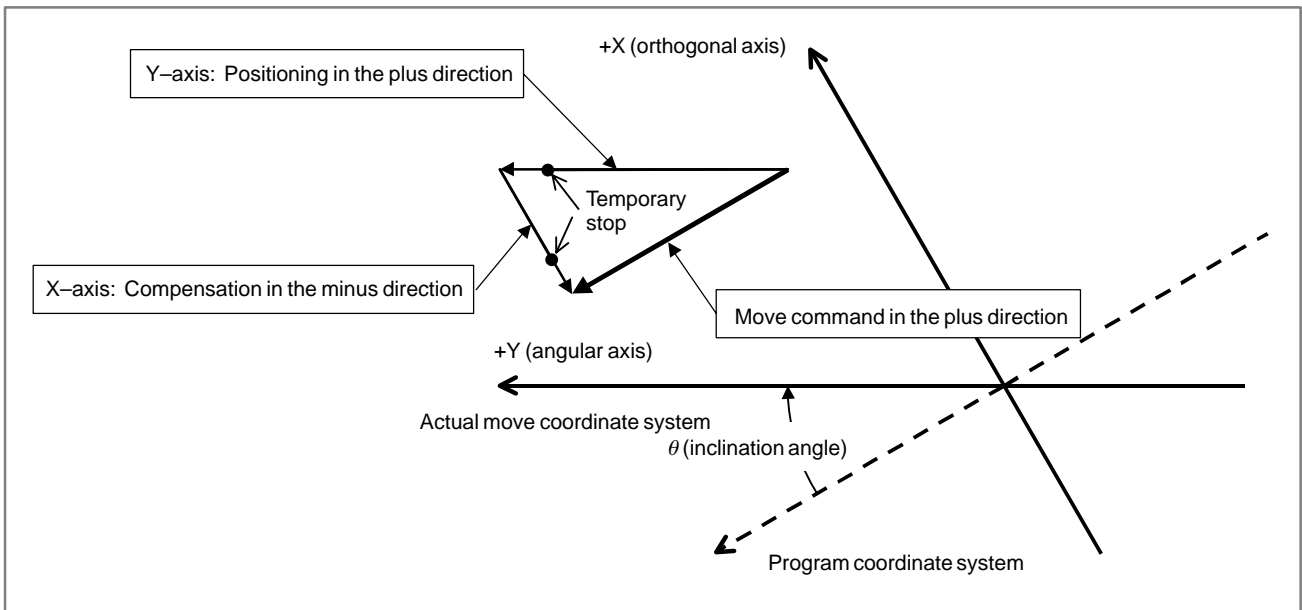 +X (orthogonal axis)
Y–axis: Positioning in the plus direction
Temporary
stop
X–axis: Compensation in the minus direction
Move command in the plus direction
+Y (angular axis)
Actual move coordinate system
θ (inclination angle)
Program coordinate system